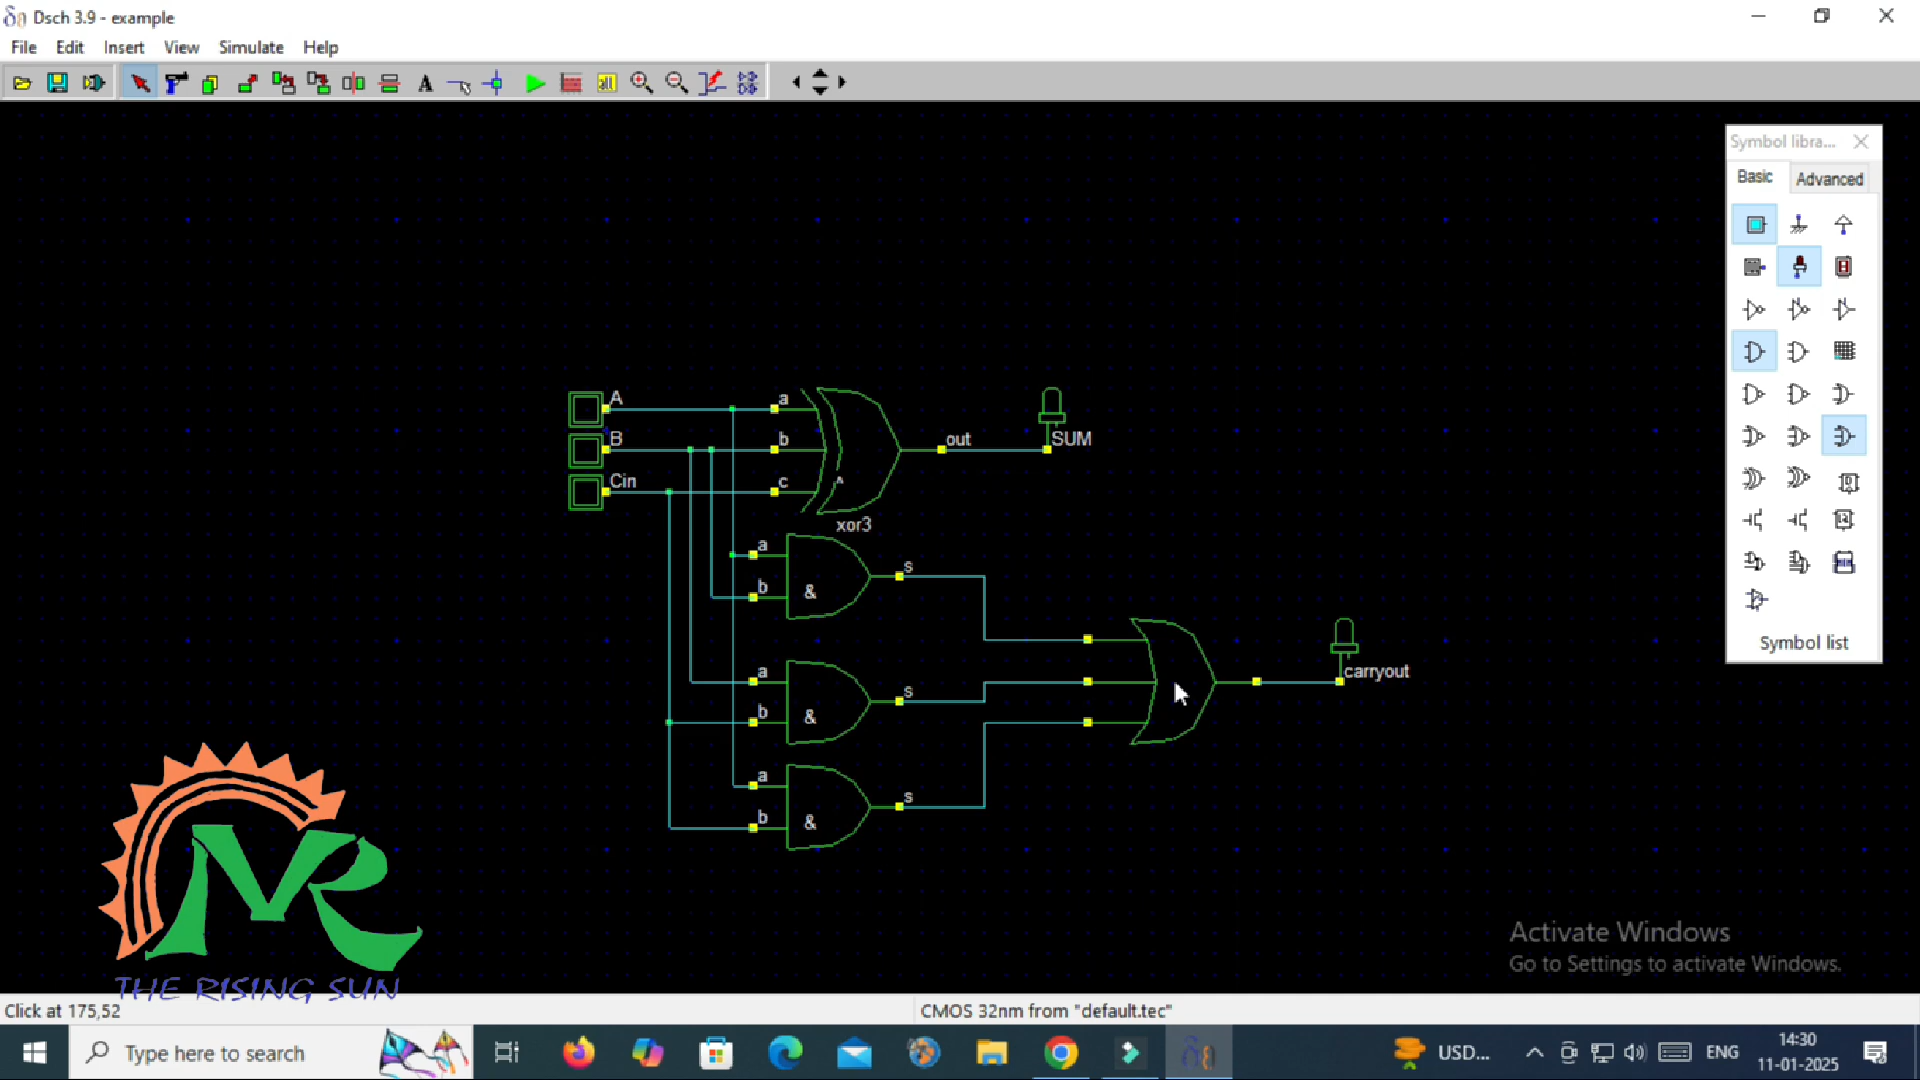 Dsch 3.9 - example
File Edit Insert View Simulate Help
Symbol libra...
Basic Advanced
Symbol list
A
B
Cin
a
b
c
out
SUM
xor3
a
b
&
s
a
b
&
s
a
b
&
s
carryout
THE RISING SUN
Activate Windows
Go to Settings to activate Windows.
Click at 175,52
CMOS 32nm from "default.tec"
Type here to search
USD...
ENG
14:30
11-01-2025